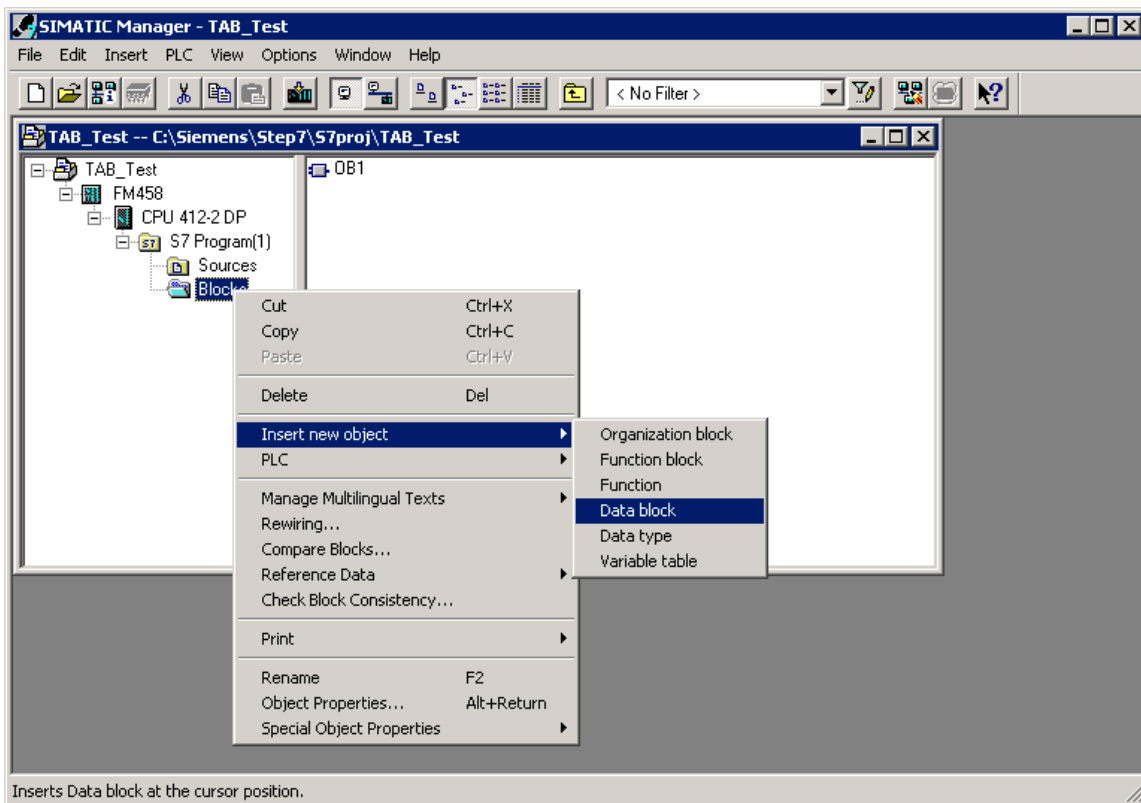 SIMATIC Manager - TAB_Test
File Edit Insert PLC View Options Window Help
< No Filter >
TAB_Test -- C:\Siemens\Step7\S7proj\TAB_Test
TAB_Test
OB1
FM458
CPU 412-2 DP
S7 Program(1)
Sources
Blocks
Cut Ctrl+X
Copy Ctrl+C
Paste Ctrl+V
Delete Del
Insert new object
PLC
Manage Multilingual Texts
Rewiring...
Compare Blocks...
Reference Data
Check Block Consistency...
Print
Rename F2
Object Properties... Alt+Return
Special Object Properties
Organization block
Function block
Function
Data block
Data type
Variable table
Inserts Data block at the cursor position.